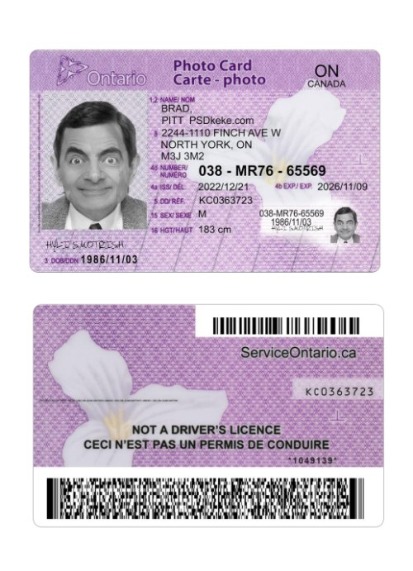 Ontario
Photo Card
Carte - photo
ON
CANADA
1,2 NAME/ NOM
BRAD,
PITT PSDkeke.com
8 2244-1110 FINCH AVE W
NORTH YORK, ON
M3J 3M2
4d NUMBER/
NUMÉRO
038 - MR76 - 65569
4a ISS/ DÉL
2022/12/21
4b EXP./ EXP.
2026/11/09
5 DD/ RÉF.
KC0363723
15 SEX/ SEXE
M
16 HGT/HAUT
183 cm
038-MR76-65569
1986/11/03
3 DOB/DDN 1986/11/03
ServiceOntario.ca
KC0363723
NOT A DRIVER'S LICENCE
CECI N'EST PAS UN PERMIS DE CONDUIRE
*1049139*